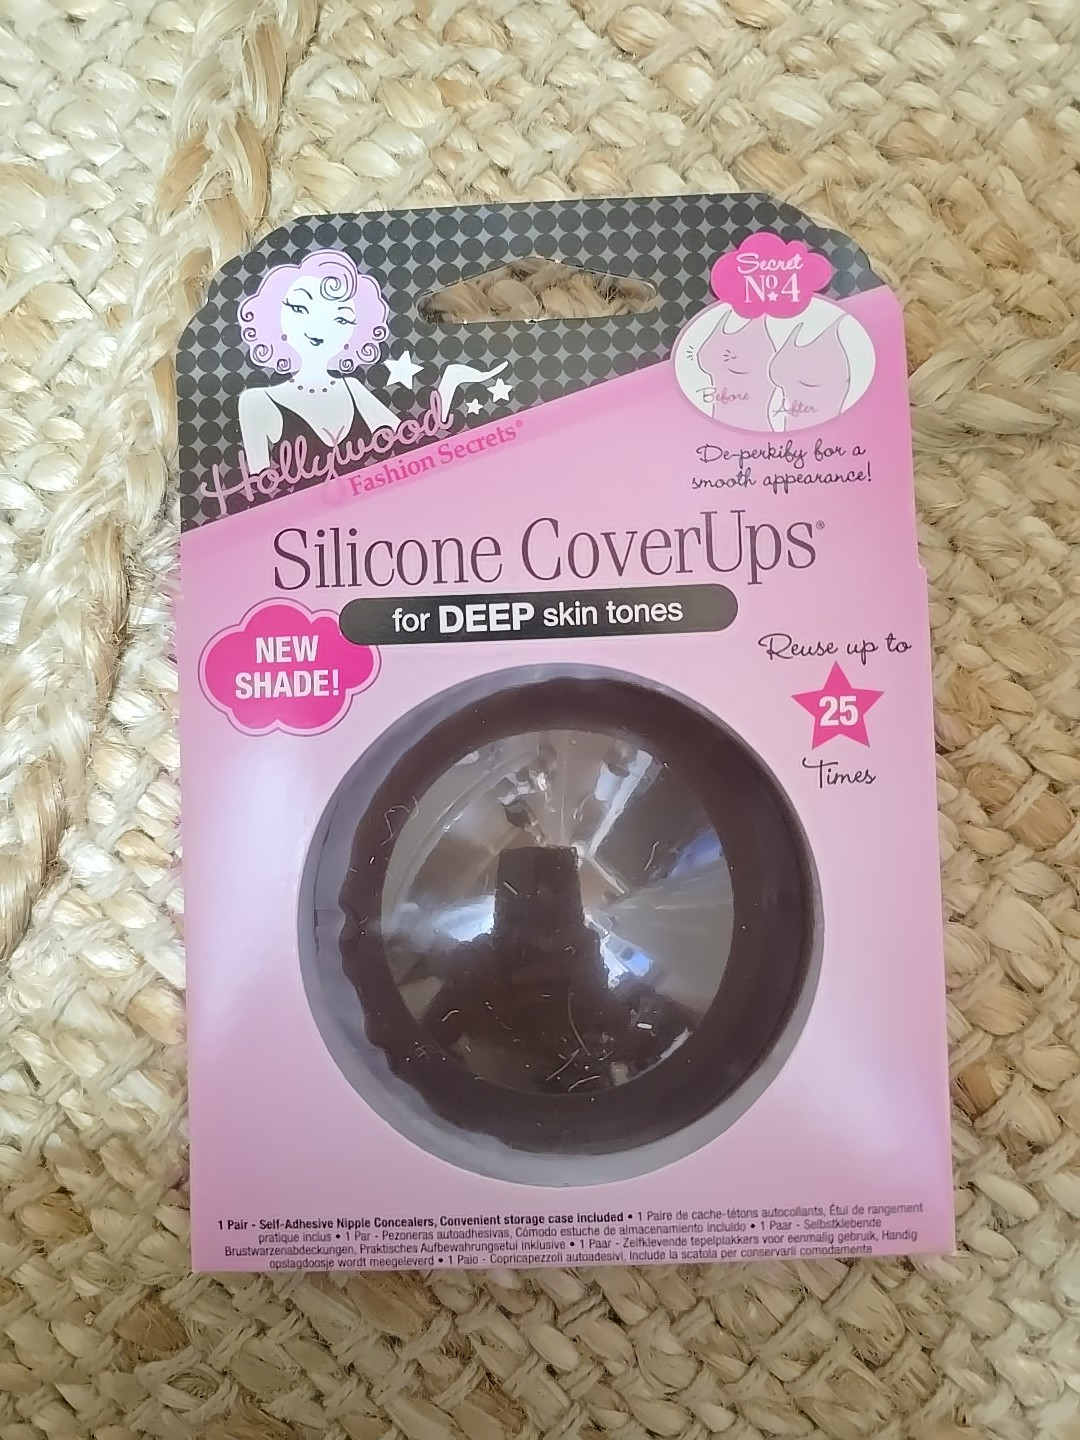 Secret
No 4
Before
After
Hollywood
Fashion Secrets®
De-perkify for a
smooth appearance!
Silicone CoverUps®
for DEEP skin tones
NEW
SHADE!
Reuse up to
25
Times
1 Pair - Self-Adhesive Nipple Concealers, Convenient storage case included • 1 Paire de cache-tétons autocollants, Étui de rangement
pratique inclus • 1 Par - Pezoneras autoadhesivas, Cómodo estuche de almacenamiento incluido • 1 Paar - Selbstklebende
Brustwarzenabdeckungen, Praktisches Aufbewahrungsetui inklusive • 1 Paar - Zelfklevende tepelplakkers voor eenmalig gebruik, Handig
opslagdoosje wordt meegeleverd • 1 Paio - Copricapezzoli autoadesivi, Include la scatola per conservarli comodamente